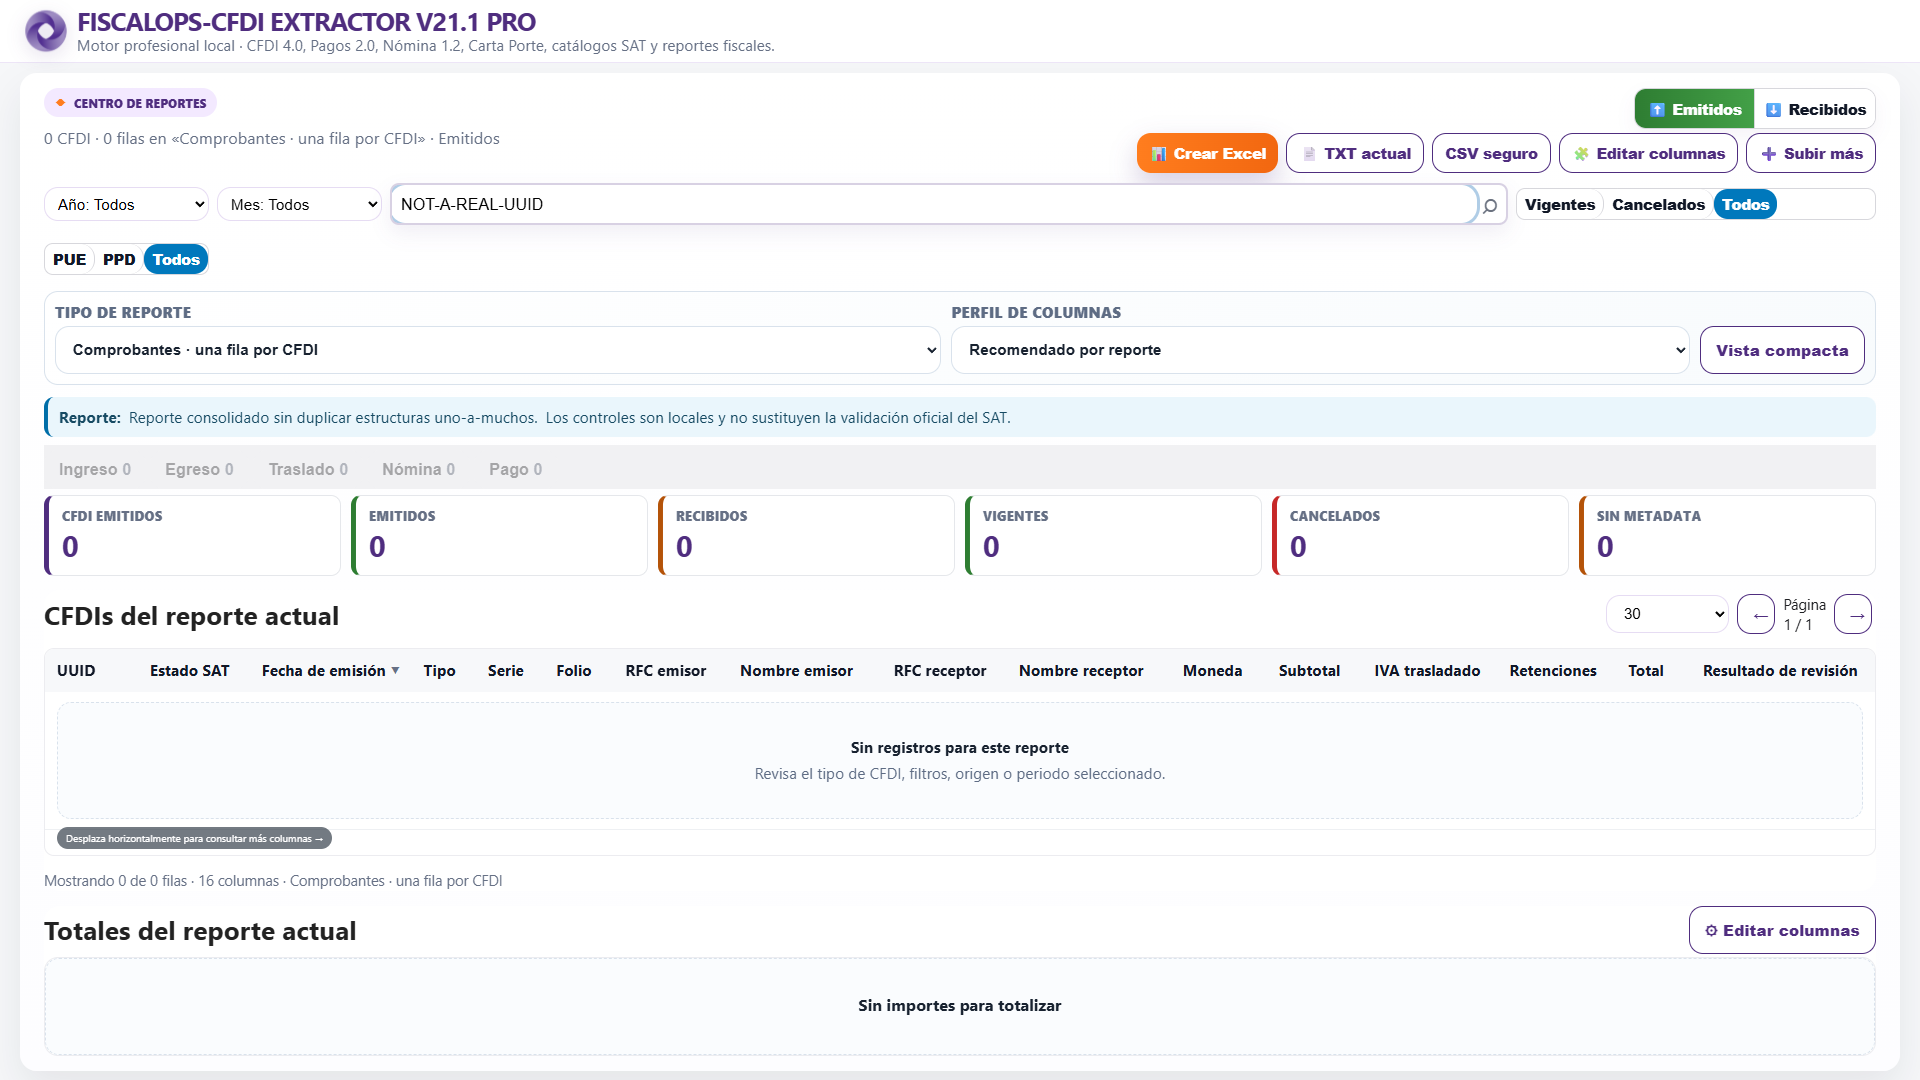 FISCALOPS-CFDI EXTRACTOR V21.1 PRO
Motor profesional local · CFDI 4.0, Pagos 2.0, Nómina 1.2, Carta Porte, catálogos SAT y reportes fiscales.
CENTRO DE REPORTES
Emitidos
Recibidos
0 CFDI · 0 filas en «Comprobantes · una fila por CFDI» · Emitidos
Crear Excel
TXT actual
CSV seguro
Editar columnas
Subir más
Año: Todos
Mes: Todos
NOT-A-REAL-UUID
Vigentes
Cancelados
Todos
PUE
PPD
Todos
TIPO DE REPORTE
PERFIL DE COLUMNAS
Comprobantes · una fila por CFDI
Recomendado por reporte
Vista compacta
Reporte: Reporte consolidado sin duplicar estructuras uno-a-muchos. Los controles son locales y no sustituyen la validación oficial del SAT.
Ingreso 0
Egreso 0
Traslado 0
Nómina 0
Pago 0
CFDI EMITIDOS
0
EMITIDOS
0
RECIBIDOS
0
VIGENTES
0
CANCELADOS
0
SIN METADATA
0
CFDIs del reporte actual
30
←
Página
1 / 1
→
UUID
Estado SAT
Fecha de emisión ▼
Tipo
Serie
Folio
RFC emisor
Nombre emisor
RFC receptor
Nombre receptor
Moneda
Subtotal
IVA trasladado
Retenciones
Total
Resultado de revisión
Sin registros para este reporte
Revisa el tipo de CFDI, filtros, origen o periodo seleccionado.
Desplaza horizontalmente para consultar más columnas →
Mostrando 0 de 0 filas · 16 columnas · Comprobantes · una fila por CFDI
Totales del reporte actual
Editar columnas
Sin importes para totalizar